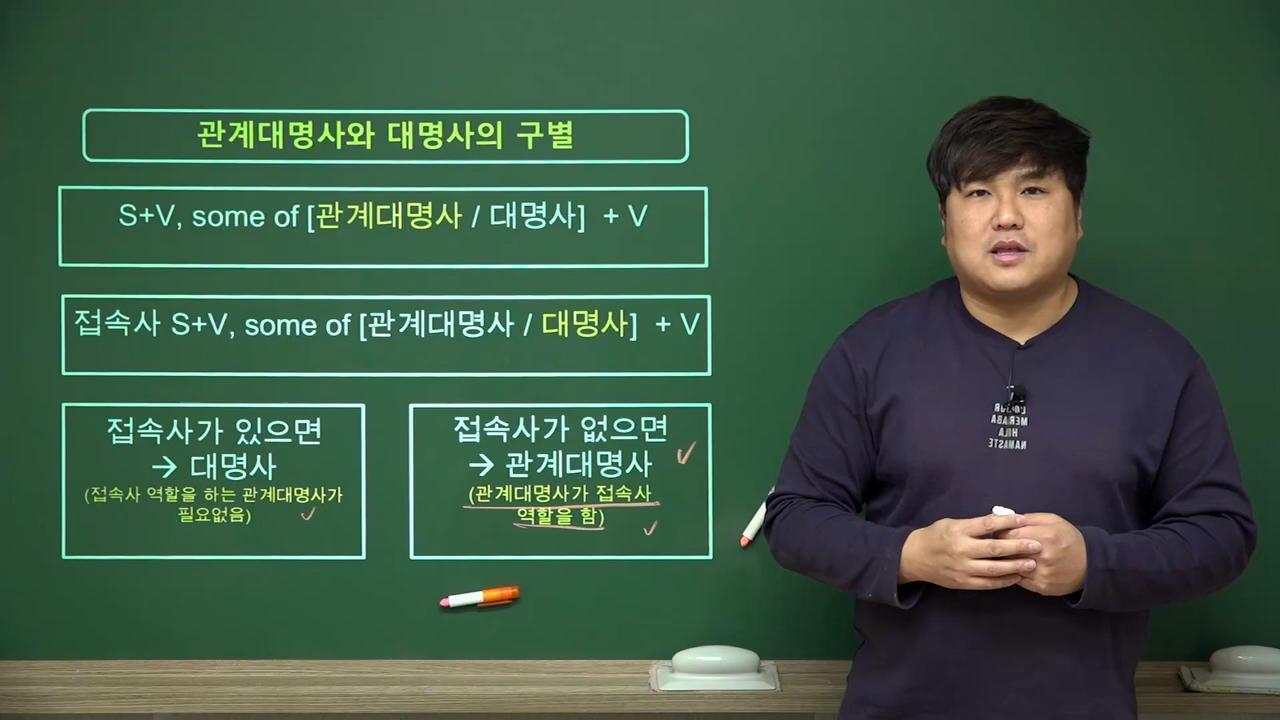 관계대명사와 대명사의 구별
S+V, some of [관계대명사 / 대명사] + V
접속사 S+V, some of [관계대명사 / 대명사] + V
접속사가 있으면
→ 대명사
(접속사 역할을 하는 관계대명사가
필요없음)
접속사가 없으면
→ 관계대명사
(관계대명사가 접속사
역할을 함)
MERABA
HILA
NAMASTE